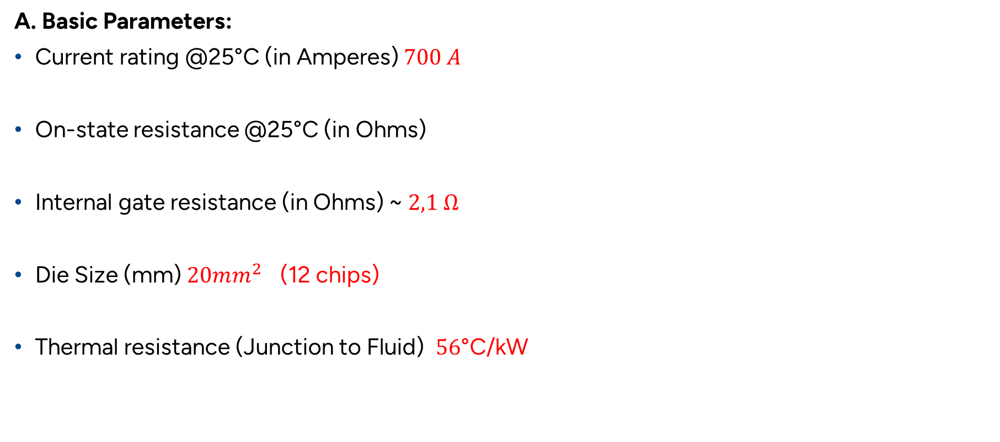 A. Basic Parameters:
• Current rating @25°C (in Amperes) 700 A
• On-state resistance @25°C (in Ohms)
• Internal gate resistance (in Ohms) ~ 2,1 Ω
• Die Size (mm) 20mm² (12 chips)
• Thermal resistance (Junction to Fluid) 56°C/kW